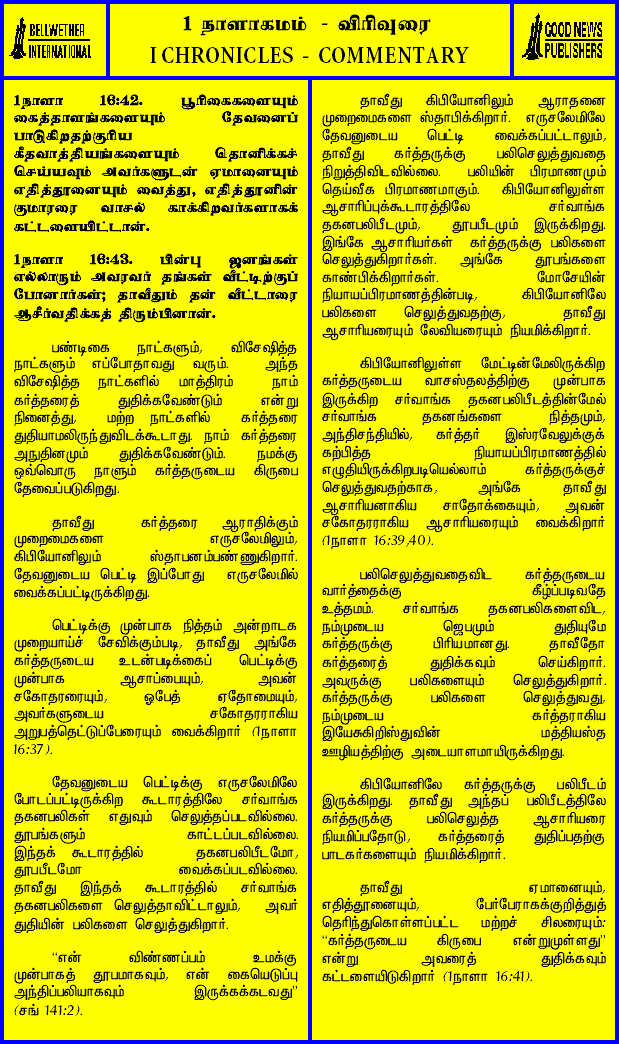 BELLWETHER
INTERNATIONAL
1 நாளாகமம் - விரிவுரை
I CHRONICLES - COMMENTARY
GOOD NEWS
PUBLISHERS
1நாளா 16:42. பூரிகைகளையும்
கைத்தாளங்களையும் தேவனைப்
பாடுகிறதற்குரிய
கீதவாத்தியங்களையும் தொனிக்கச்
செய்யவும் அவர்களுடன் ஏமானையும்
எதித்தூனையும் வைத்து, எதித்தூனின்
குமாரரை வாசல் காக்கிறவர்களாகக்
கட்டளையிட்டான்.
1நாளா 16:43. பின்பு ஜனங்கள்
எல்லாரும் அவரவர் தங்கள் வீட்டிற்குப்
போனார்கள்; தாவீதும் தன் வீட்டாரை
ஆசீர்வதிக்கத் திரும்பினான்.
பண்டிகை நாட்களும், விசேஷித்த
நாட்களும் எப்போதாவது வரும். அந்த
விசேஷித்த நாட்களில் மாத்திரம் நாம்
கர்த்தரைத் துதிக்கவேண்டும் என்று
நினைத்து, மற்ற நாட்களில் கர்த்தரை
துதியாமலிருந்துவிடக்கூடாது. நாம் கர்த்தரை
அநுதினமும் துதிக்கவேண்டும். நமக்கு
ஒவ்வொரு நாளும் கர்த்தருடைய கிருபை
தேவைப்படுகிறது.
தாவீது கர்த்தரை ஆராதிக்கும்
முறைமைகளை எருசலேமிலும்,
கிபியோனிலும் ஸ்தாபனம்பண்ணுகிறார்.
தேவனுடைய பெட்டி இப்போது எருசலேமில்
வைக்கப்பட்டிருக்கிறது.
பெட்டிக்கு முன்பாக நித்தம் அன்றாடக
முறையாய்ச் சேவிக்கும்படி, தாவீது அங்கே
கர்த்தருடைய உடன்படிக்கைப் பெட்டிக்கு
முன்பாக ஆசாப்பையும், அவன்
சகோதரரையும், ஒபேத் ஏதோமையும்,
அவர்களுடைய சகோதரராகிய
அறுபத்தெட்டுப்பேரையும் வைக்கிறார் (1நாளா
16:37).
தேவனுடைய பெட்டிக்கு எருசலேமிலே
போடப்பட்டிருக்கிற கூடாரத்திலே சர்வாங்க
தகனபலிகள் எதுவும் செலுத்தப்படவில்லை.
தூபங்களும் காட்டப்படவில்லை.
இந்தக் கூடாரத்தில் தகனபலிபீடமோ,
தூபபீடமோ வைக்கப்படவில்லை.
தாவீது இந்தக் கூடாரத்தில் சர்வாங்க
தகனபலிகளை செலுத்தாவிட்டாலும், அவர்
துதியின் பலிகளை செலுத்துகிறார்.
“என் விண்ணப்பம் உமக்கு
முன்பாகத் தூபமாகவும், என் கையெடுப்பு
அந்திப்பலியாகவும் இருக்கக்கடவது”
(சங் 141:2).
தாவீது கிபியோனிலும் ஆராதனை
முறைமைகளை ஸ்தாபிக்கிறார். எருசலேமிலே
தேவனுடைய பெட்டி வைக்கப்பட்டாலும்,
தாவீது கர்த்தருக்கு பலிசெலுத்துவதை
நிறுத்திவிடவில்லை. பலியின் பிரமாணமும்
தெய்வீக பிரமாணமாகும். கிபியோனிலுள்ள
ஆசாரிப்புக்கூடாரத்திலே சர்வாங்க
தகனபலிபீடமும், தூபபீடமும் இருக்கிறது.
இங்கே ஆசாரியர்கள் கர்த்தருக்கு பலிகளை
செலுத்துகிறார்கள். அங்கே தூபங்களை
காண்பிக்கிறார்கள். மோசேயின்
நியாயப்பிரமாணத்தின்படி, கிபியோனிலே
பலிகளை செலுத்துவதற்கு, தாவீது
ஆசாரியரையும் லேவியரையும் நியமிக்கிறார்.
கிபியோனிலுள்ள மேட்டின்மேலிருக்கிற
கர்த்தருடைய வாசஸ்தலத்திற்கு முன்பாக
இருக்கிற சர்வாங்க தகனபலிபீடத்தின்மேல்
சர்வாங்க தகனங்களை நித்தமும்,
அந்திசந்தியில், கர்த்தர் இஸ்ரவேலுக்குக்
கற்பித்த நியாயப்பிரமாணத்தில்
எழுதியிருக்கிறபடியெல்லாம் கர்த்தருக்குச்
செலுத்துவதற்காக, அங்கே தாவீது
ஆசாரியனாகிய சாதோக்கையும், அவன்
சகோதரராகிய ஆசாரியரையும் வைக்கிறார்
(1நாளா 16:39,40).
பலிசெலுத்துவதைவிட கர்த்தருடைய
வார்த்தைக்கு கீழ்ப்படிவதே
உத்தமம். சர்வாங்க தகனபலிகளைவிட,
நம்முடைய ஜெபமும் துதியுமே
கர்த்தருக்கு பிரியமானது. தாவீதோ
கர்த்தரைத் துதிக்கவும் செய்கிறார்.
அவருக்கு பலிகளையும் செலுத்துகிறார்.
கர்த்தருக்கு பலிகளை செலுத்துவது,
நம்முடைய கர்த்தராகிய
இயேசுகிறிஸ்துவின் மத்தியஸ்த
ஊழியத்திற்கு அடையாளமாயிருக்கிறது.
கிபியோனிலே கர்த்தருக்கு பலிபீடம்
இருக்கிறது. தாவீது அந்தப் பலிபீடத்திலே
கர்த்தருக்கு பலிசெலுத்த ஆசாரியரை
நியமிப்பதோடு, கர்த்தரைத் துதிப்பதற்கு
பாடகர்களையும் நியமிக்கிறார்.
தாவீது ஏமானையும்,
எதித்தூனையும், பேர்பேராகக்குறித்துத்
தெரிந்துகொள்ளப்பட்ட மற்றச் சிலரையும்:
“கர்த்தருடைய கிருபை என்றுமுள்ளது”
என்று அவரைத் துதிக்கவும்
கட்டளையிடுகிறார் (1நாளா 16:41).